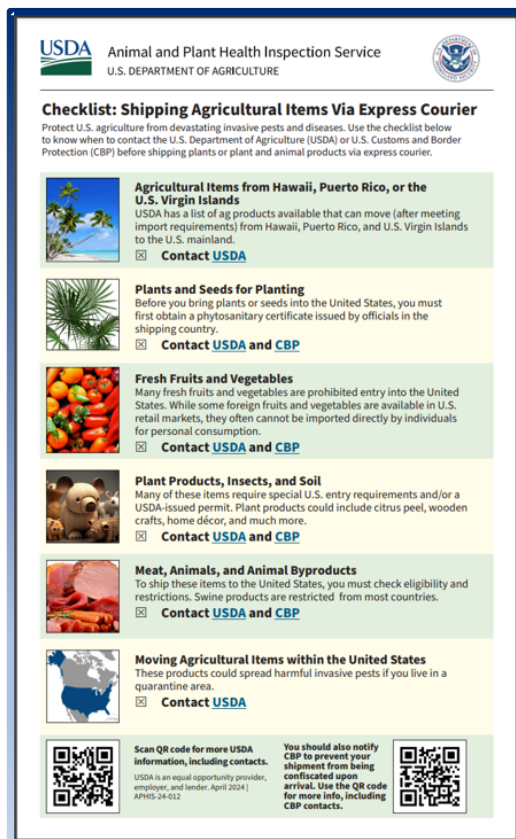 USDA
Animal and Plant Health Inspection Service
U.S. DEPARTMENT OF AGRICULTURE
Checklist: Shipping Agricultural Items Via Express Courier
Protect U.S. agriculture from devastating invasive pests and diseases. Use the checklist below
to know when to contact the U.S. Department of Agriculture (USDA) or U.S. Customs and Border
Protection (CBP) before shipping plants or plant and animal products via express courier.
Agricultural Items from Hawaii, Puerto Rico, or the
U.S. Virgin Islands
USDA has a list of ag products available that can move (after meeting
import requirements) from Hawaii, Puerto Rico, and U.S. Virgin Islands
to the U.S. mainland.
☒ Contact USDA
Plants and Seeds for Planting
Before you bring plants or seeds into the United States, you must
first obtain a phytosanitary certificate issued by officials in the
shipping country.
☒ Contact USDA and CBP
Fresh Fruits and Vegetables
Many fresh fruits and vegetables are prohibited entry into the United
States. While some foreign fruits and vegetables are available in U.S.
retail markets, they often cannot be imported directly by individuals
for personal consumption.
☒ Contact USDA and CBP
Plant Products, Insects, and Soil
Many of these items require special U.S. entry requirements and/or a
USDA-issued permit. Plant products could include citrus peel, wooden
crafts, home décor, and much more.
☒ Contact USDA and CBP
Meat, Animals, and Animal Byproducts
To ship these items to the United States, you must check eligibility and
restrictions. Swine products are restricted from most countries.
☒ Contact USDA and CBP
Moving Agricultural Items within the United States
These products could spread harmful invasive pests if you live in a
quarantine area.
☒ Contact USDA
Scan QR code for more USDA
information, including contacts.
USDA is an equal opportunity provider,
employer, and lender. April 2024 |
APHIS-24-012
You should also notify
CBP to prevent your
shipment from being
confiscated upon
arrival. Use the QR code
for more info, including
CBP contacts.